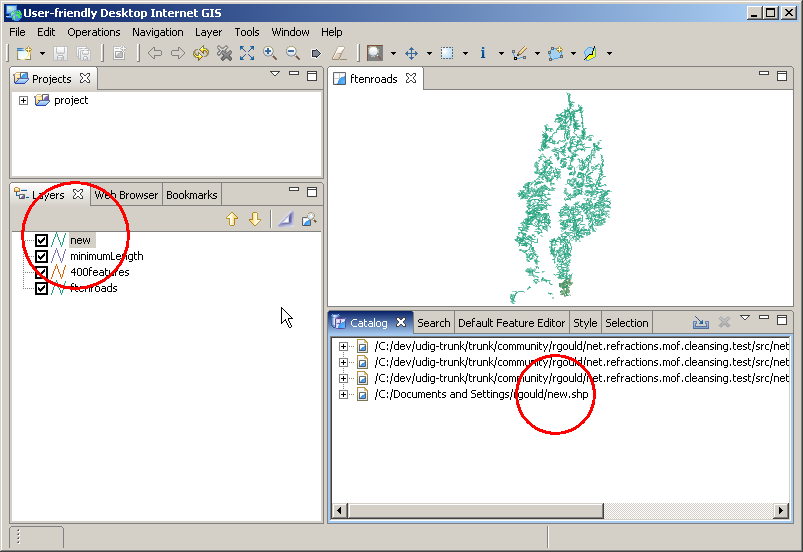 User-friendly Desktop Internet GIS
File Edit Operations Navigation Layer Tools Window Help
Projects
project
Layers Web Browser Bookmarks
new
minimumLength
400features
ftenroads
ftenroads
Catalog Search Default Feature Editor Style Selection
/C:/dev/udig-trunk/trunk/community/rgould/net.refractions.mof.cleansing.test/src/net
/C:/dev/udig-trunk/trunk/community/rgould/net.refractions.mof.cleansing.test/src/net
/C:/dev/udig-trunk/trunk/community/rgould/net.refractions.mof.cleansing.test/src/net
/C:/Documents and Settings/rgould/new.shp